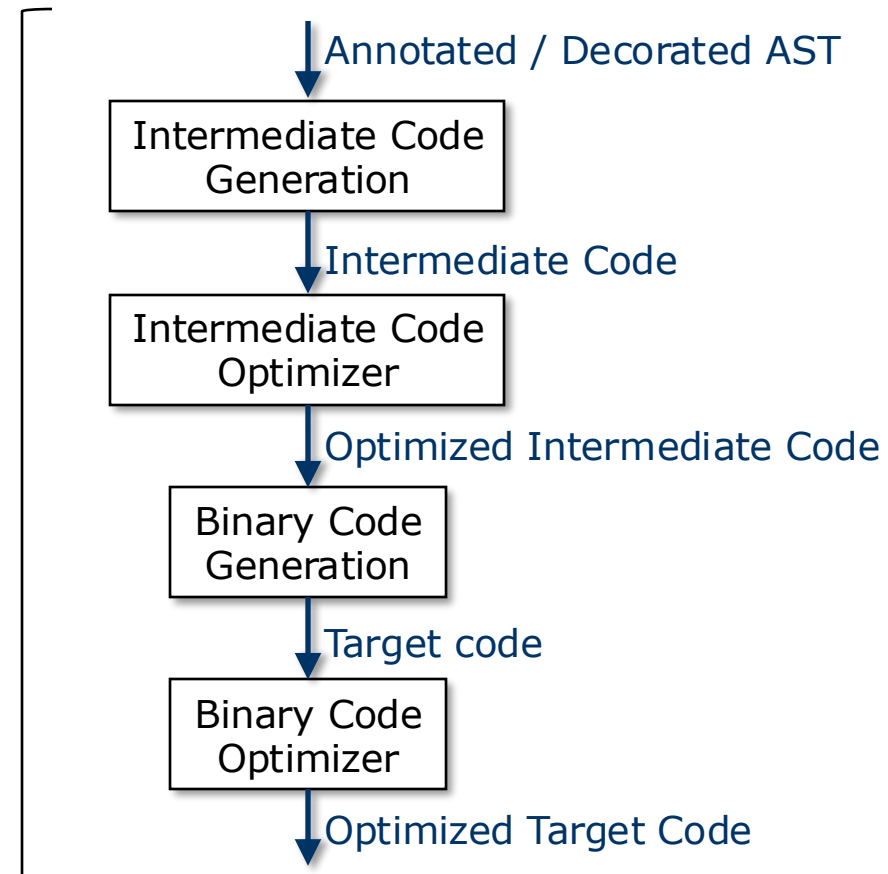 Annotated / Decorated AST
Intermediate Code
Generation
Intermediate Code
Intermediate Code
Optimizer
Optimized Intermediate Code
Binary Code
Generation
Target code
Binary Code
Optimizer
Optimized Target Code